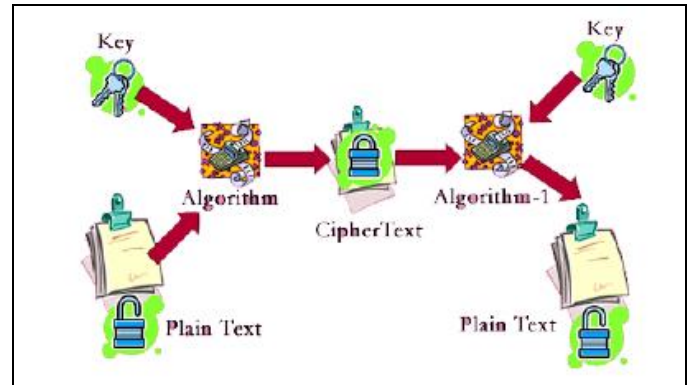 Key
Key
Algorithm
Algorithm-1
CipherText
Plain Text
Plain Text